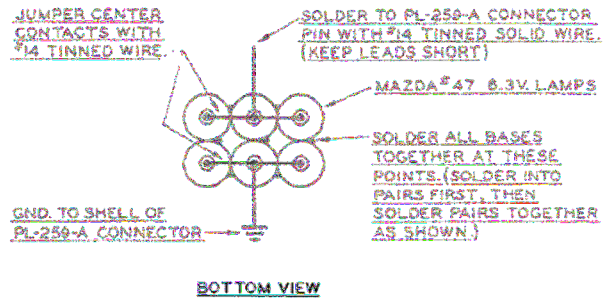 JUMPER CENTER
CONTACTS WITH
#14 TINNED WIRE.
SOLDER TO PL-259-A CONNECTOR
PIN WITH #14 TINNED SOLID WIRE.
(KEEP LEADS SHORT)
MAZDA #47 6.3V. LAMPS
SOLDER ALL BASES
TOGETHER AT THESE
POINTS.(SOLDER INTO
PAIRS FIRST, THEN
SOLDER PAIRS TOGETHER
AS SHOWN.)
GND. TO SHELL OF
PL-259-A CONNECTOR
BOTTOM VIEW